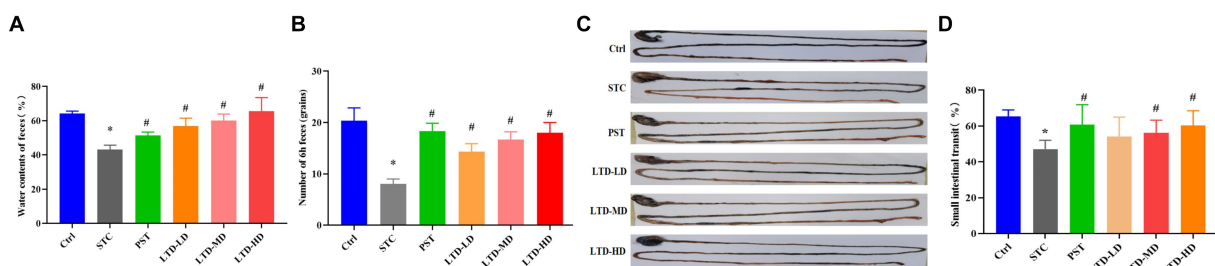 A
Water contents of feces( %)
80
60
40
20
0
*
#
#
#
#
Ctrl
STC
PST
LTD-LD
LTD-MD
LTD-HD
B
Number of 6h feces (grains)
30
20
10
0
*
#
#
#
#
Ctrl
STC
PST
LTD-LD
LTD-MD
LTD-HD
C
Ctrl
STC
PST
LTD-LD
LTD-MD
LTD-HD
D
Small intestinal transit( %)
80
60
40
20
0
*
#
#
#
Ctrl
STC
PST
LTD-LD
LTD-MD
LTD-HD